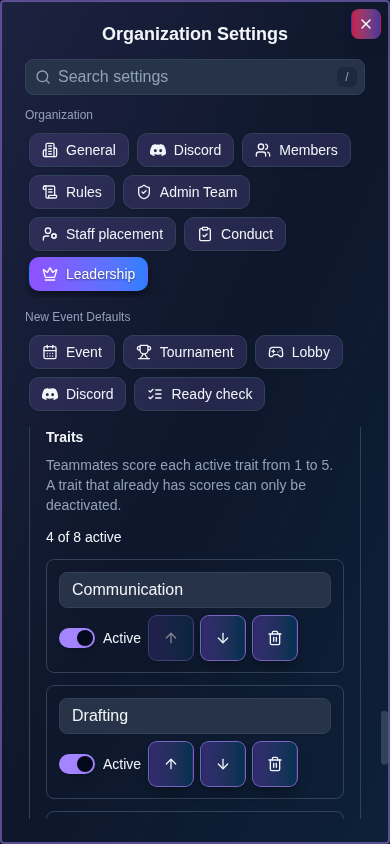 Organization Settings
Search settings
/
Organization
General
Discord
Members
Rules
Admin Team
Staff placement
Conduct
Leadership
New Event Defaults
Event
Tournament
Lobby
Discord
Ready check
Traits
Teammates score each active trait from 1 to 5.
A trait that already has scores can only be
deactivated.
4 of 8 active
Communication
Active
Drafting
Active